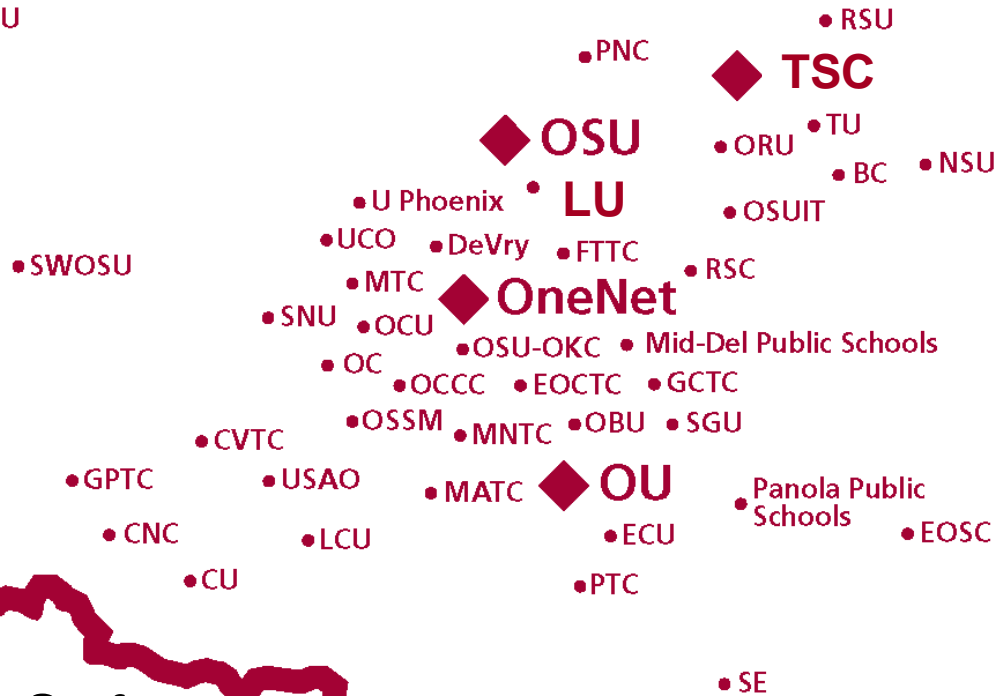 U
RSU
PNC
TSC
TU
OSU
ORU
NSU
BC
U Phoenix
LU
OSUIT
UCO
DeVry
FTTC
SWOSU
RSC
MTC
OneNet
SNU
OCU
OSU-OKC
Mid-Del Public Schools
OC
OCCC
EOCTC
GCTC
OSSM
MNTC
OBU
SGU
CVTC
GPTC
USAO
MATC
OU
Panola Public
Schools
CNC
LCU
ECU
EOSC
CU
PTC
SE